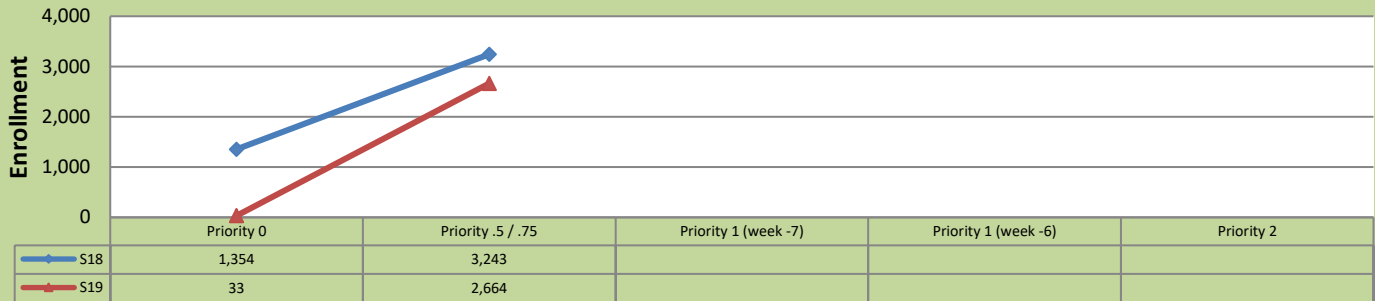 4,000
3,000
2,000
1,000
0
Enrollment
Priority 0 Priority .5 / .75 Priority 1 (week -7) Priority 1 (week -6) Priority 2
S18 1,354 3,243
S19 33 2,664